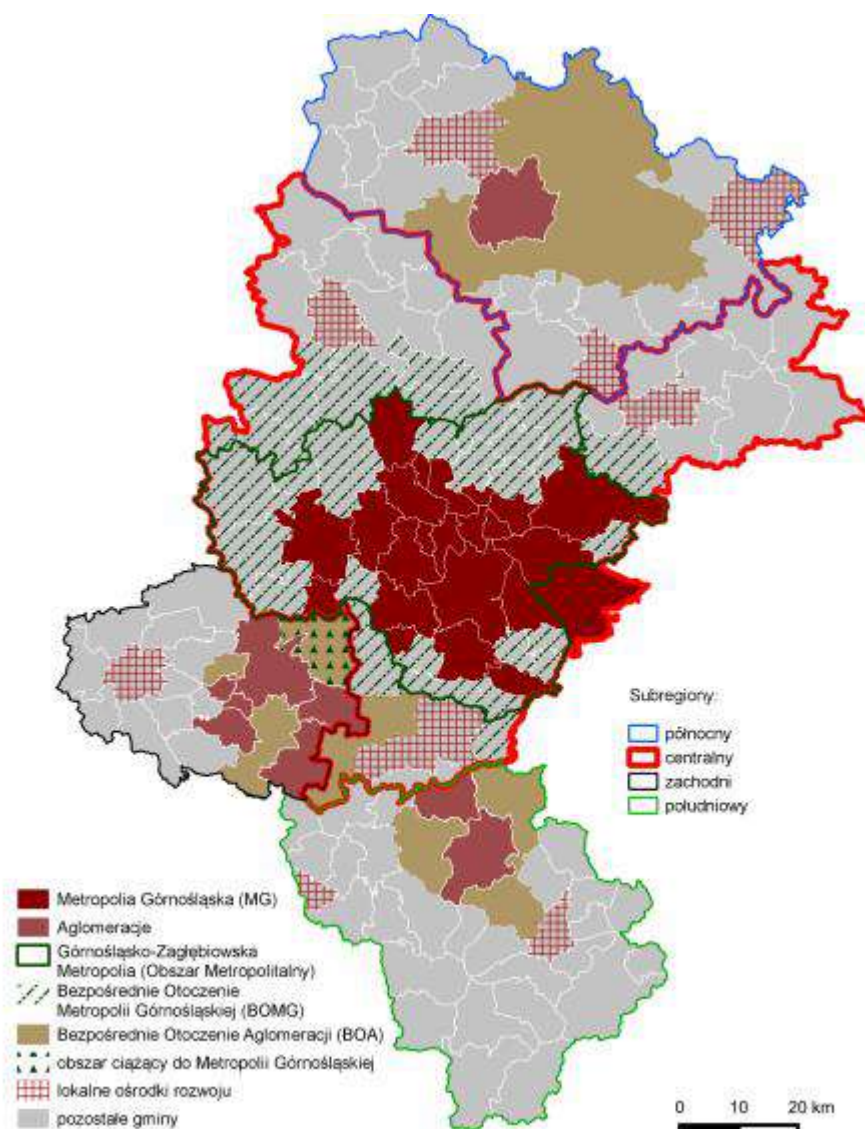 Subregiony:
północny
centralny
zachodni
południowy
Metropolia Górnośląska (MG)
Aglomeracje
Górnośląsko-Zagłębiowska
Metropolia (Obszar Metropolitalny)
Bezpośrednie Otoczenie
Metropolii Górnośląskiej (BOMG)
Bezpośrednie Otoczenie Aglomeracji (BOA)
obszar ciążący do Metropolii Górnośląskiej
lokalne ośrodki rozwoju
pozostałe gminy
0 10 20 km